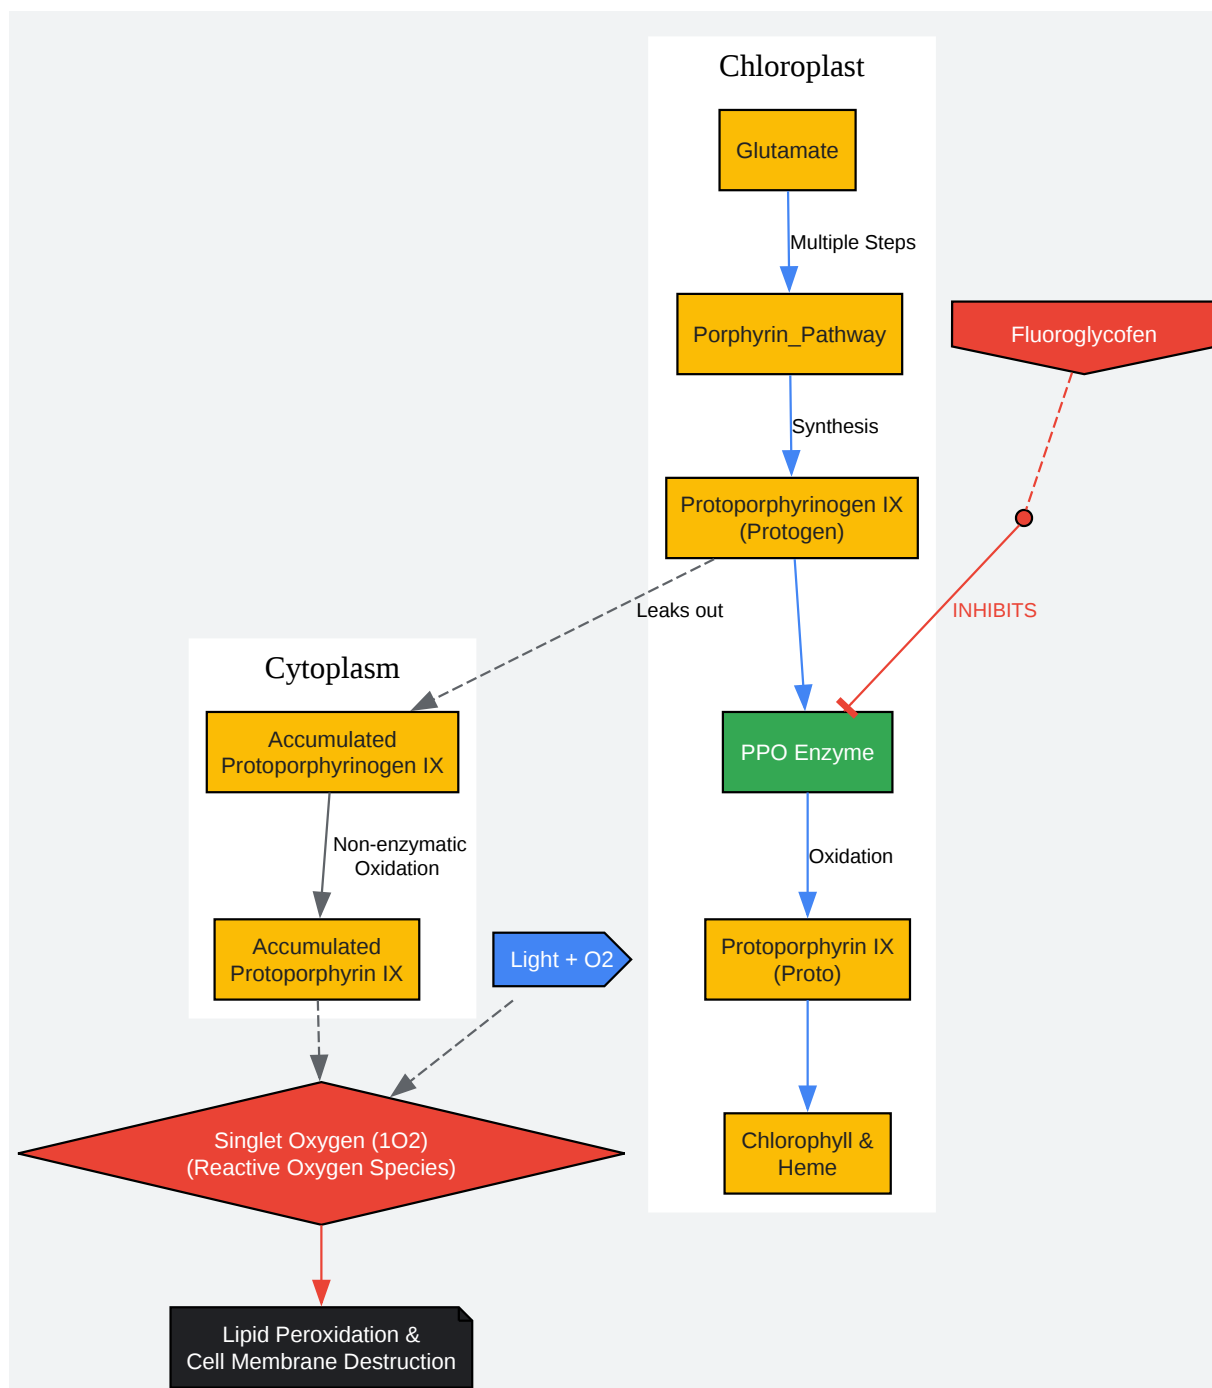 Chloroplast
Glutamate
Multiple Steps
Porphyrin_Pathway
Fluoroglycofen
Synthesis
Protoporphyrinogen IX
(Protogen)
Leaks out
INHIBITS
Cytoplasm
Accumulated
Protoporphyrinogen IX
PPO Enzyme
Non-enzymatic
Oxidation
Oxidation
Accumulated
Protoporphyrin IX
Light + O2
Protoporphyrin IX
(Proto)
Singlet Oxygen (1O2)
(Reactive Oxygen Species)
Chlorophyll &
Heme
Lipid Peroxidation &
Cell Membrane Destruction